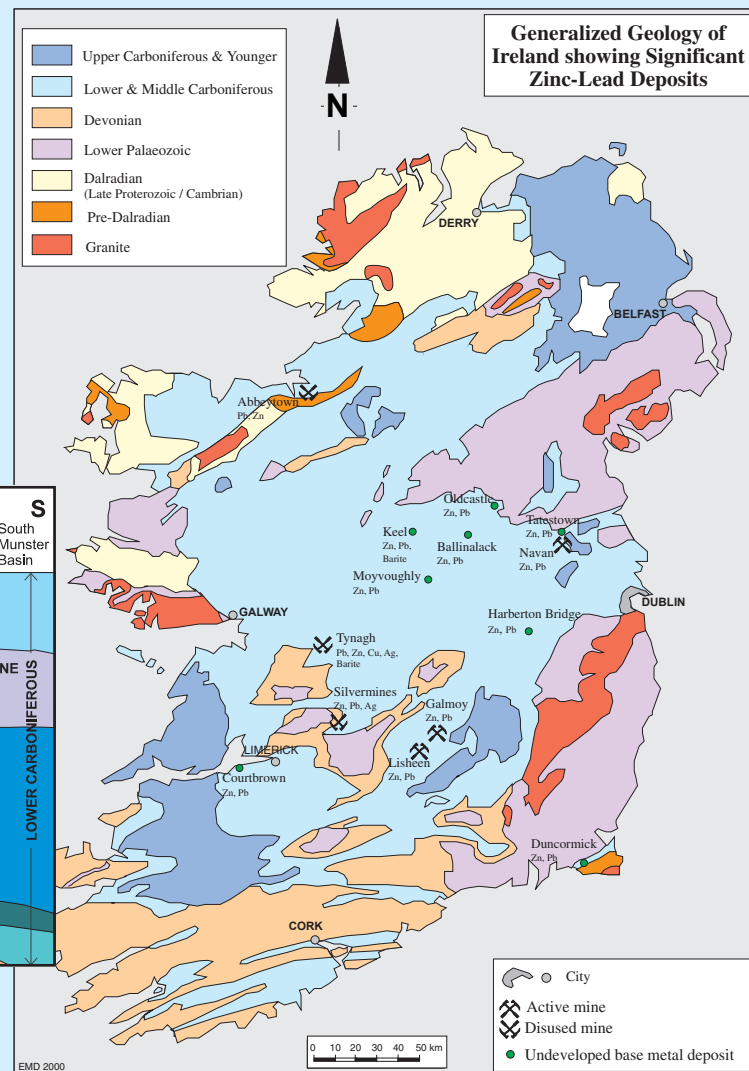 Generalized Geology of
Ireland showing Significant
Zinc-Lead Deposits
Upper Carboniferous & Younger
Lower & Middle Carboniferous
Devonian
Lower Palaeozoic
Dalradian
(Late Proterozoic / Cambrian)
Pre-Dalradian
Granite
N
DERRY
BELFAST
Abbeytown
Pb, Zn
Oldcastle
Zn, Pb
Keel
Zn, Pb,
Barite
Ballinalack
Zn, Pb
Tatestown
Zn, Pb
Navan
Zn, Pb
Moyvoughly
Zn, Pb
DUBLIN
GALWAY
Harberton Bridge
Zn, Pb
Tynagh
Pb, Zn, Cu, Ag,
Barite
Silvermines
Zn, Pb, Ag
Galmoy
Zn, Pb
Lisheen
Zn, Pb
LIMERICK
Courtbrown
Zn, Pb
Duncormick
Zn, Pb
CORK
S
South
Munster
Basin
NE
LOWER CARBONIFEROUS
City
Active mine
Disused mine
Undeveloped base metal deposit
0 10 20 30 40 50 km
EMD 2000